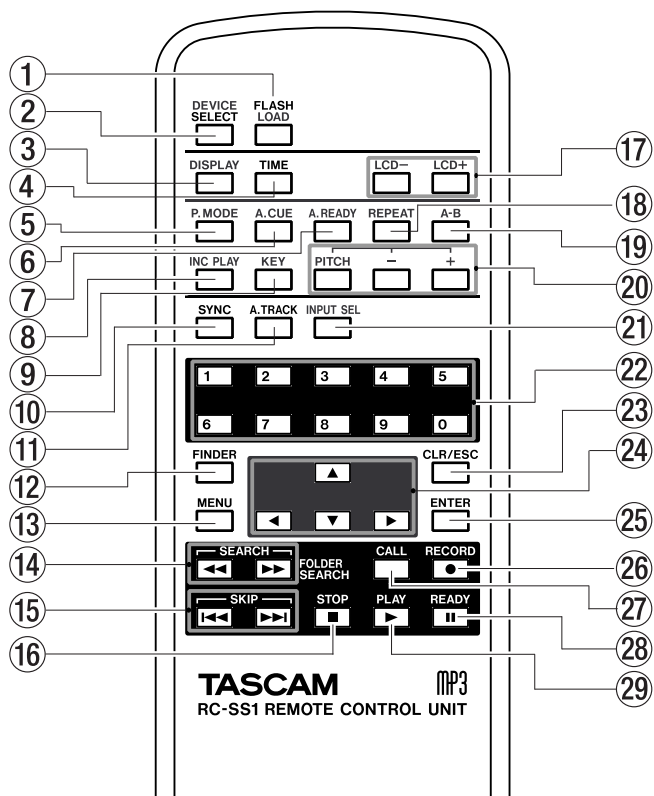 1
DEVICE FLASH
2 SELECT LOAD
3 DISPLAY TIME LCD− LCD+ 17
4
5 P.MODE A.CUE A.READY REPEAT A-B 18
6 19
7 INC PLAY KEY PITCH − + 20
8
9 SYNC A.TRACK INPUT SEL 21
10
11 1 2 3 4 5 22
6 7 8 9 0 23
12 FINDER CLR/ESC 24
13 MENU ENTER 25
14 SEARCH FOLDER SEARCH CALL RECORD 26
15 SKIP STOP PLAY READY 27
16 28
29
TASCAM MP3
RC-SS1 REMOTE CONTROL UNIT